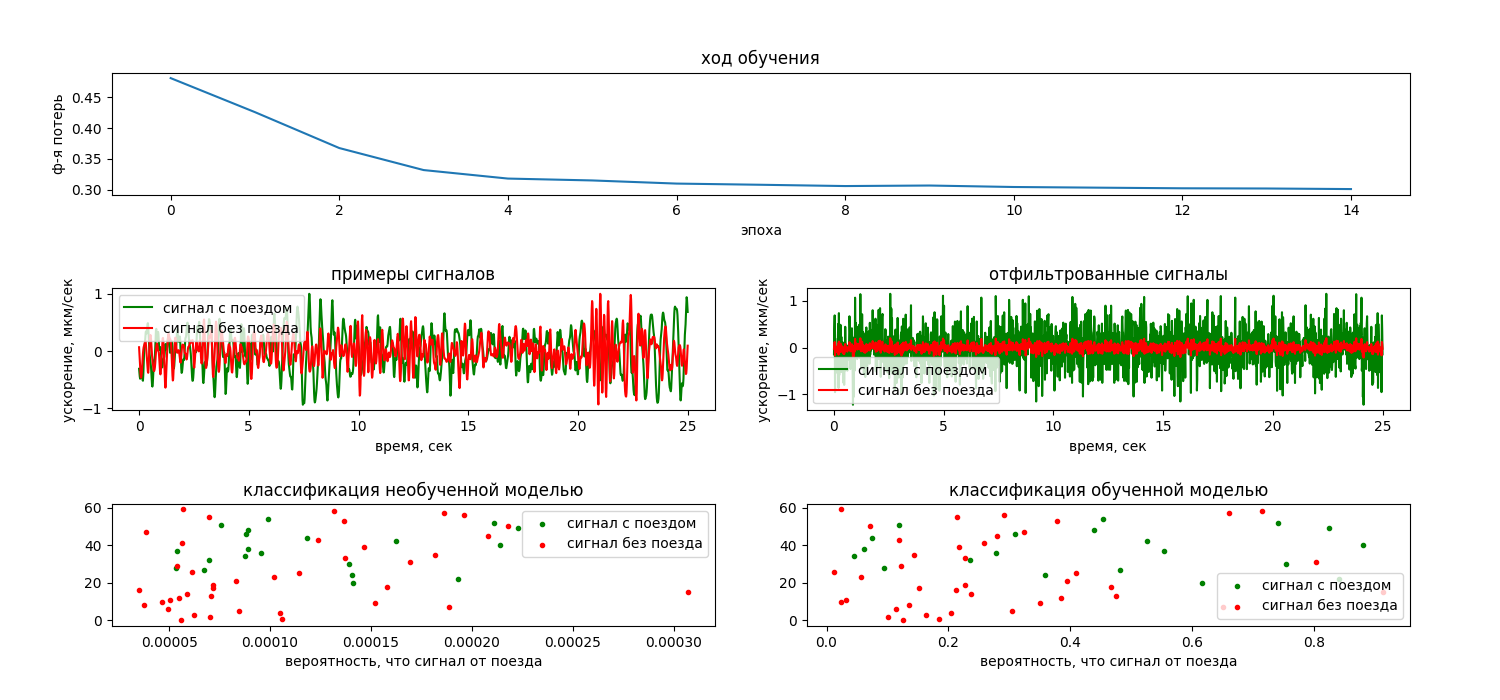 ход обучения
0.45
0.40
0.35
0.30
ф-я потерь
0 2 4 6 8 10 12 14
эпоха
примеры сигналов
1
0
−1
ускорение, мкм/сек
сигнал с поездом
сигнал без поезда
0 5 10 15 20 25
время, сек
отфильтрованные сигналы
1
0
−1
ускорение, мкм/сек
сигнал с поездом
сигнал без поезда
0 5 10 15 20 25
время, сек
классификация необученной моделью
60
40
20
0
сигнал с поездом
сигнал без поезда
0.00005 0.00010 0.00015 0.00020 0.00025 0.00030
вероятность, что сигнал от поезда
классификация обученной моделью
60
40
20
0
сигнал с поездом
сигнал без поезда
0.0 0.2 0.4 0.6 0.8
вероятность, что сигнал от поезда